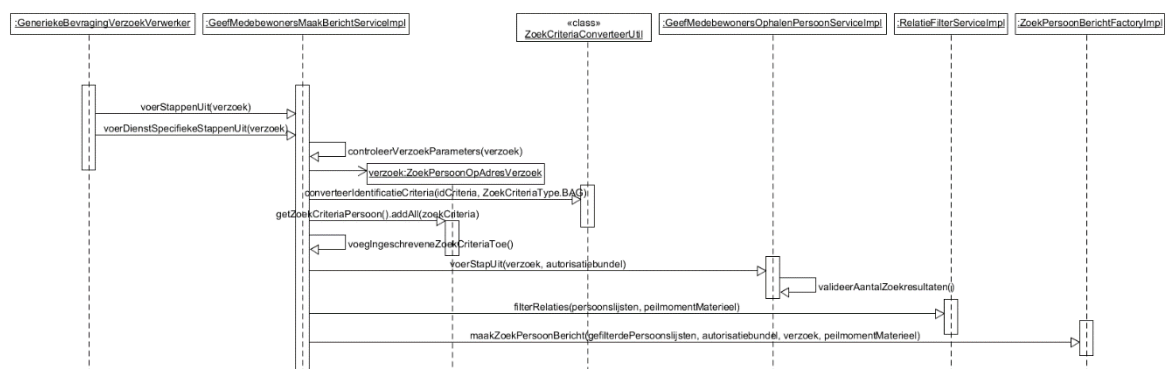 :GeneriekeBevragingVerzoekVerwerker
:GeefMedebewonersMaakBerichtServiceImpl
«class»
ZoekCriteriaConverteerUtil
:GeefMedebewonersOphalenPersoonServiceImpl
:RelatieFilterServiceImpl
:ZoekPersoonBerichtFactoryImpl
voerStappenUit(verzoek)
voerDienstSpecifiekeStappenUit(verzoek)
controleerVerzoekParameters(verzoek)
verzoek:ZoekPersoonOpAdresVerzoek
converteerIdentificatieCriteria(idCriteria, ZoekCriteriaType.BAG)
getZoekCriteriaPersoon().addAll(zoekCriteria)
voegIngeschreveneZoekCriteriaToe()
voerStapUit(verzoek, autorisatiebundel)
valideerAantalZoekresultaten()
filterRelaties(persoonslijsten, peilmomentMaterieel)
maakZoekPersoonBericht(gefilterdePersoonslijsten, autorisatiebundel, verzoek, peilmomentMaterieel)